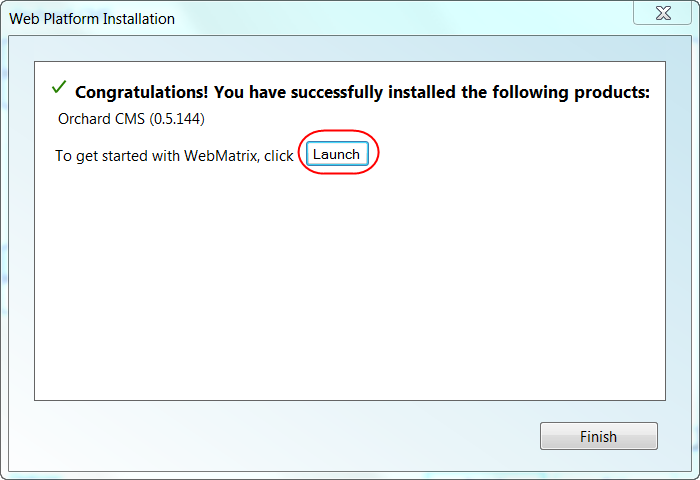 Web Platform Installation
Congratulations! You have successfully installed the following products:
Orchard CMS (0.5.144)
To get started with WebMatrix, click Launch
Finish